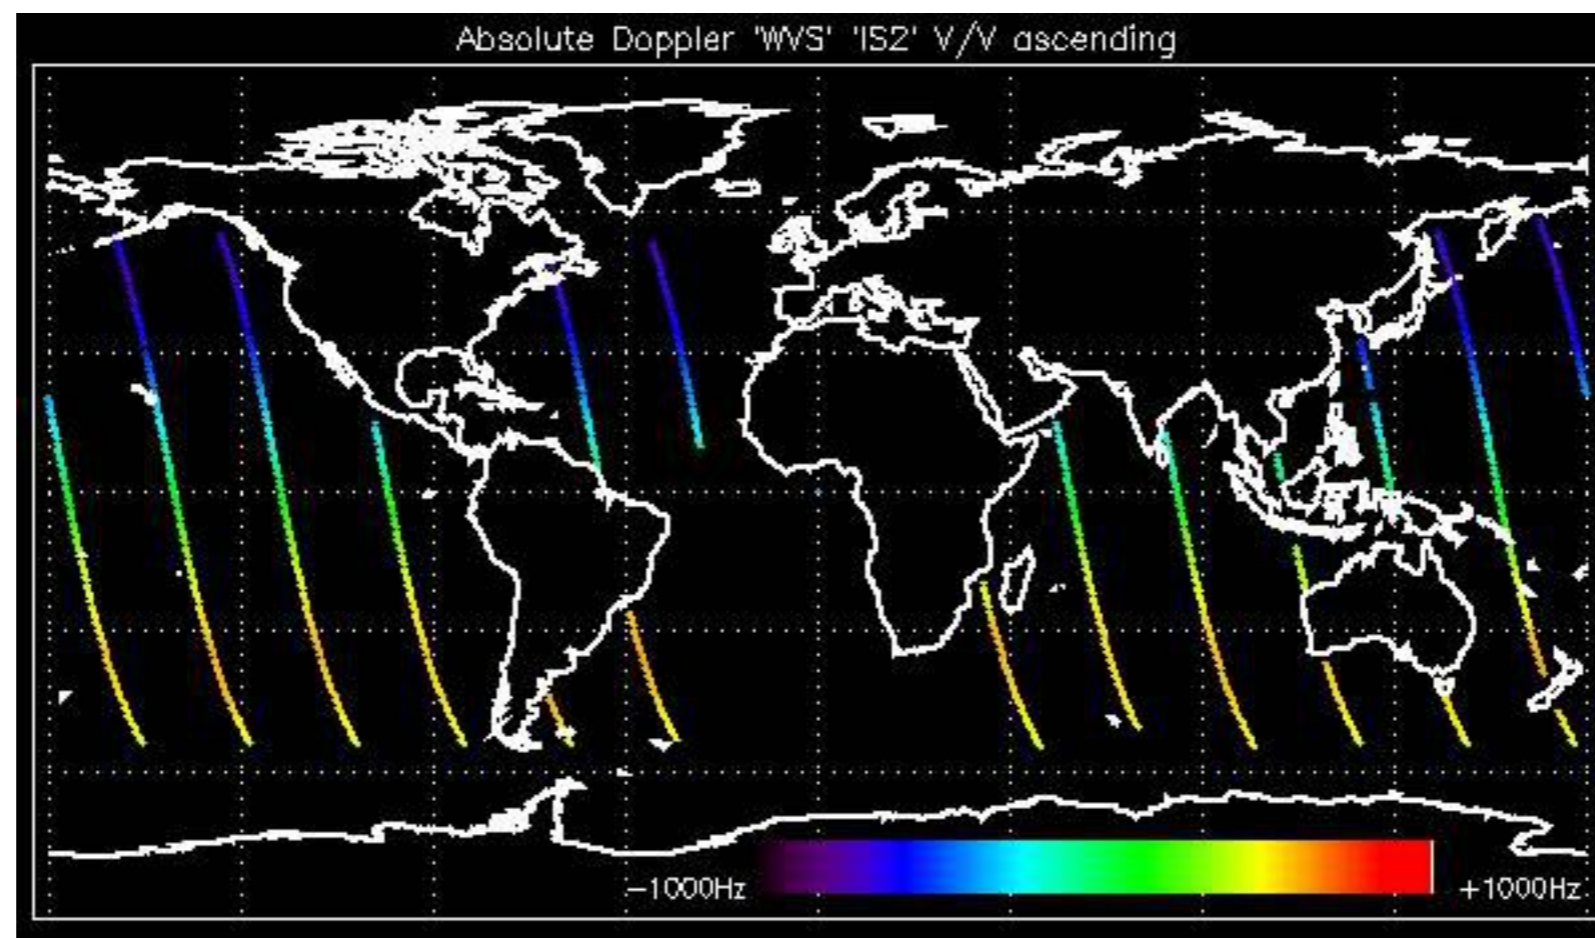 Absolute Doppler 'WVS' 'IS2' V/V ascending
−1000Hz
+1000Hz